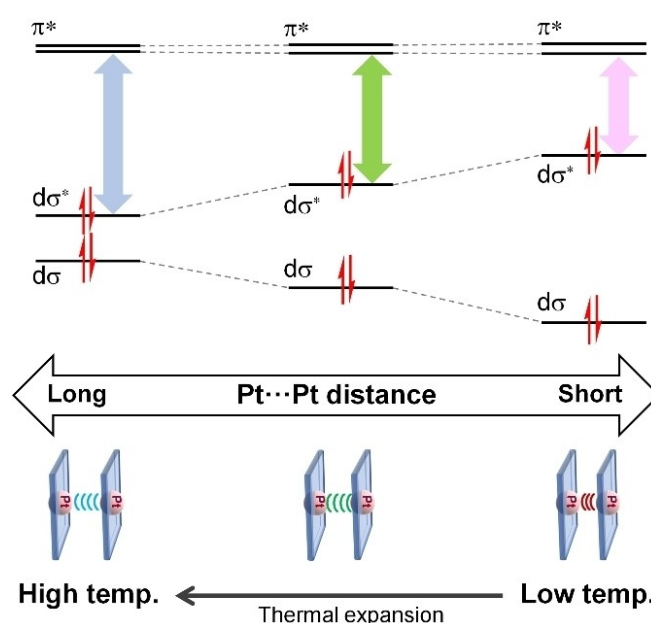 π* π* π*
dσ* dσ* dσ*
dσ dσ dσ
Long Pt···Pt distance Short
Pt Pt Pt Pt Pt Pt
High temp. Low temp.
Thermal expansion